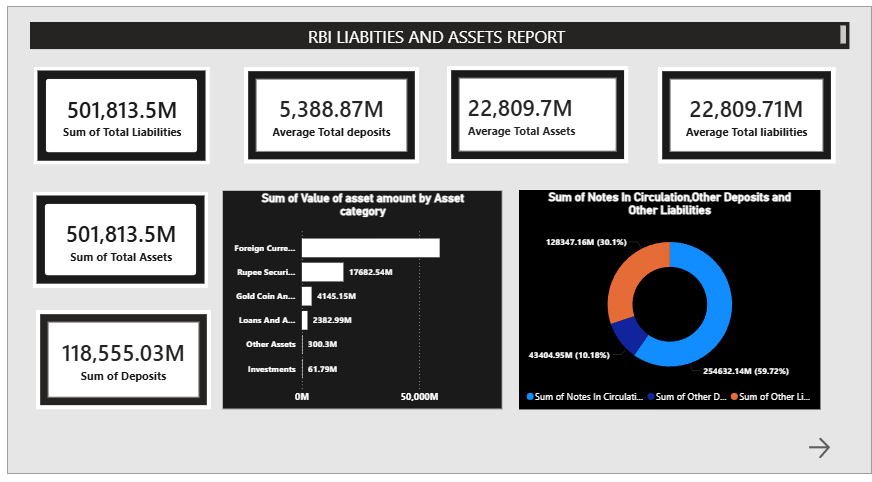 RBI LIABITIES AND ASSETS REPORT
501,813.5M
Sum of Total Liabilities
5,388.87M
Average Total deposits
22,809.7M
Average Total Assets
22,809.71M
Average Total liabilities
501,813.5M
Sum of Total Assets
118,555.03M
Sum of Deposits
Sum of Value of asset amount by Asset
category
Foreign Curre...
Rupee Securi... 17682.54M
Gold Coin An... 4145.15M
Loans And A... 2382.99M
Other Assets 300.3M
Investments 61.79M
0M 50,000M
Sum of Notes In Circulation,Other Deposits and
Other Liabilities
128347.16M (30.1%)
43404.95M (10.18%)
254632.14M (59.72%)
Sum of Notes In Circulati... Sum of Other D... Sum of Other Li...